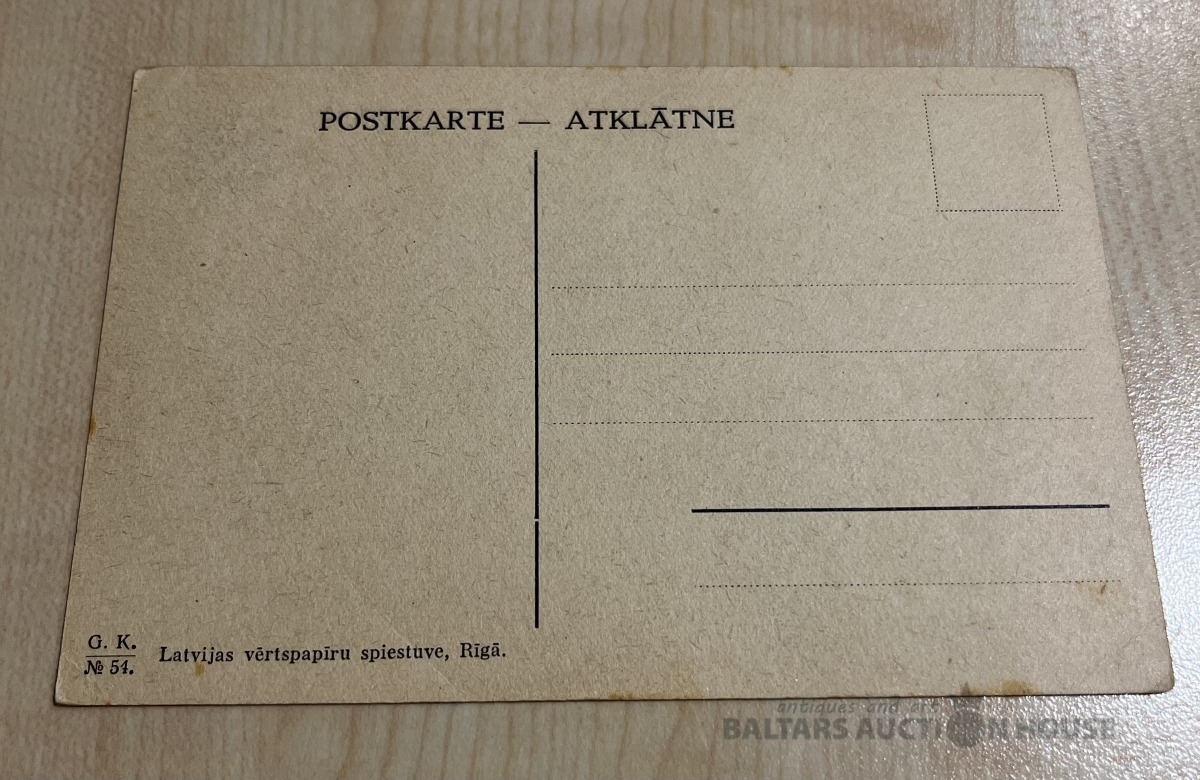 POSTKARTE — ATKLĀTNE
G. K.
№ 54.
Latvijas vērtspapīru spiestuve, Rīgā.
antiques and art
BALTARS AUCTION HOUSE